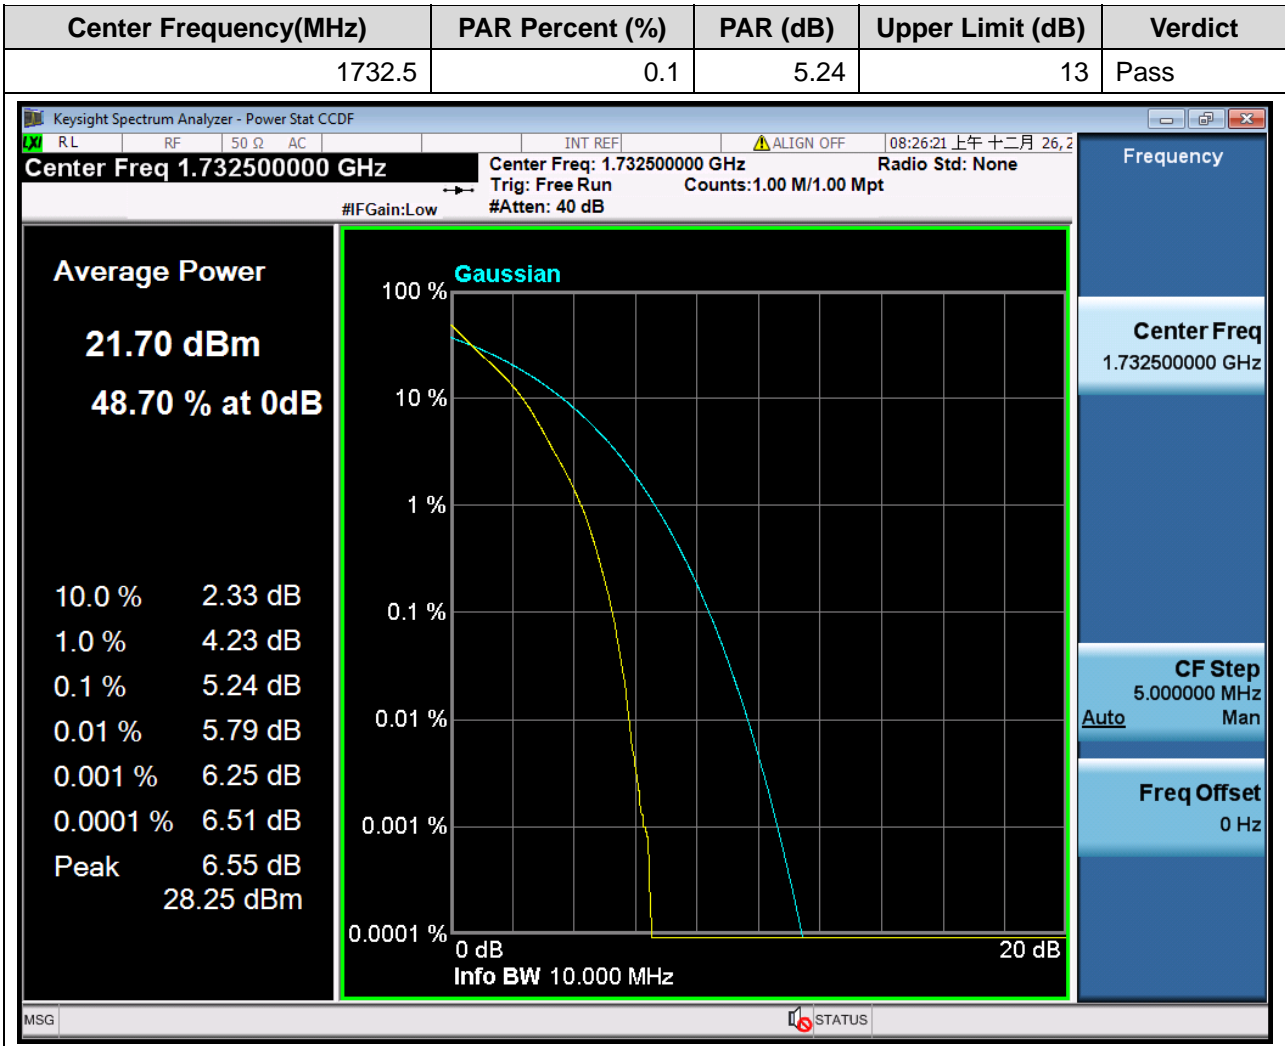 Center Frequency(MHz) PAR Percent (%) PAR (dB) Upper Limit (dB) Verdict
1732.5 0.1 5.24 13 Pass
Keysight Spectrum Analyzer - Power Stat CCDF
LXI RL RF 50 Ω AC INT REF ALIGN OFF 08:26:21 上午 十二月 26, 2
Center Freq 1.732500000 GHz
Center Freq: 1.732500000 GHz Radio Std: None
Trig: Free Run Counts:1.00 M/1.00 Mpt
#IFGain:Low #Atten: 40 dB
Average Power
21.70 dBm
48.70 % at 0dB
10.0 % 2.33 dB
1.0 % 4.23 dB
0.1 % 5.24 dB
0.01 % 5.79 dB
0.001 % 6.25 dB
0.0001 % 6.51 dB
Peak 6.55 dB
28.25 dBm
Gaussian
100 %
10 %
1 %
0.1 %
0.01 %
0.001 %
0.0001 %
0 dB 20 dB
Info BW 10.000 MHz
Frequency
Center Freq
1.732500000 GHz
CF Step
5.000000 MHz
Auto Man
Freq Offset
0 Hz
MSG STATUS